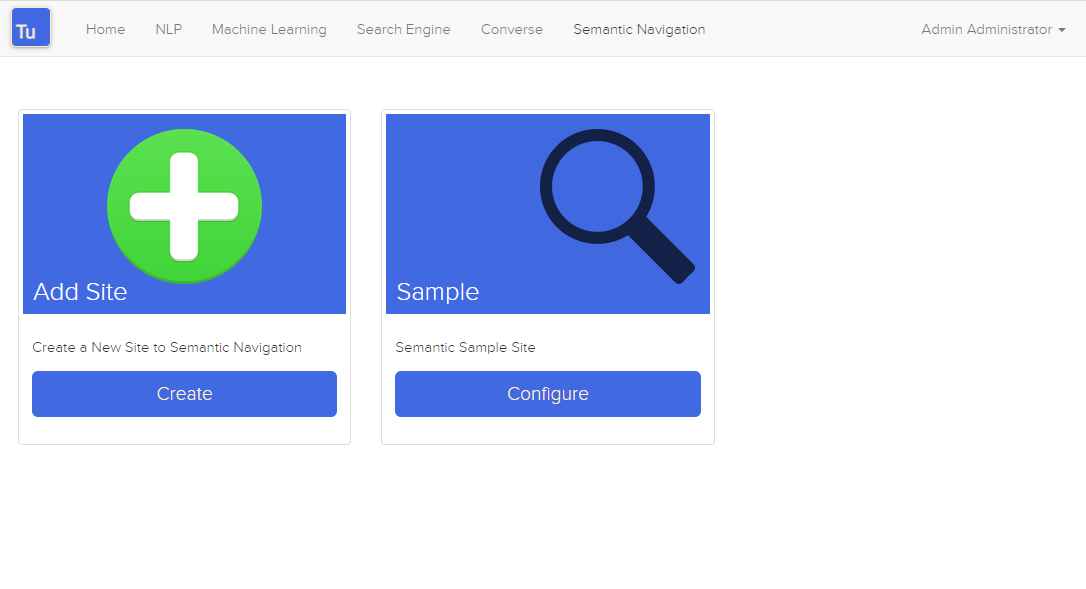 Tu Home NLP Machine Learning Search Engine Converse Semantic Navigation Admin Administrator
Add Site
Create a New Site to Semantic Navigation
Create
Sample
Semantic Sample Site
Configure